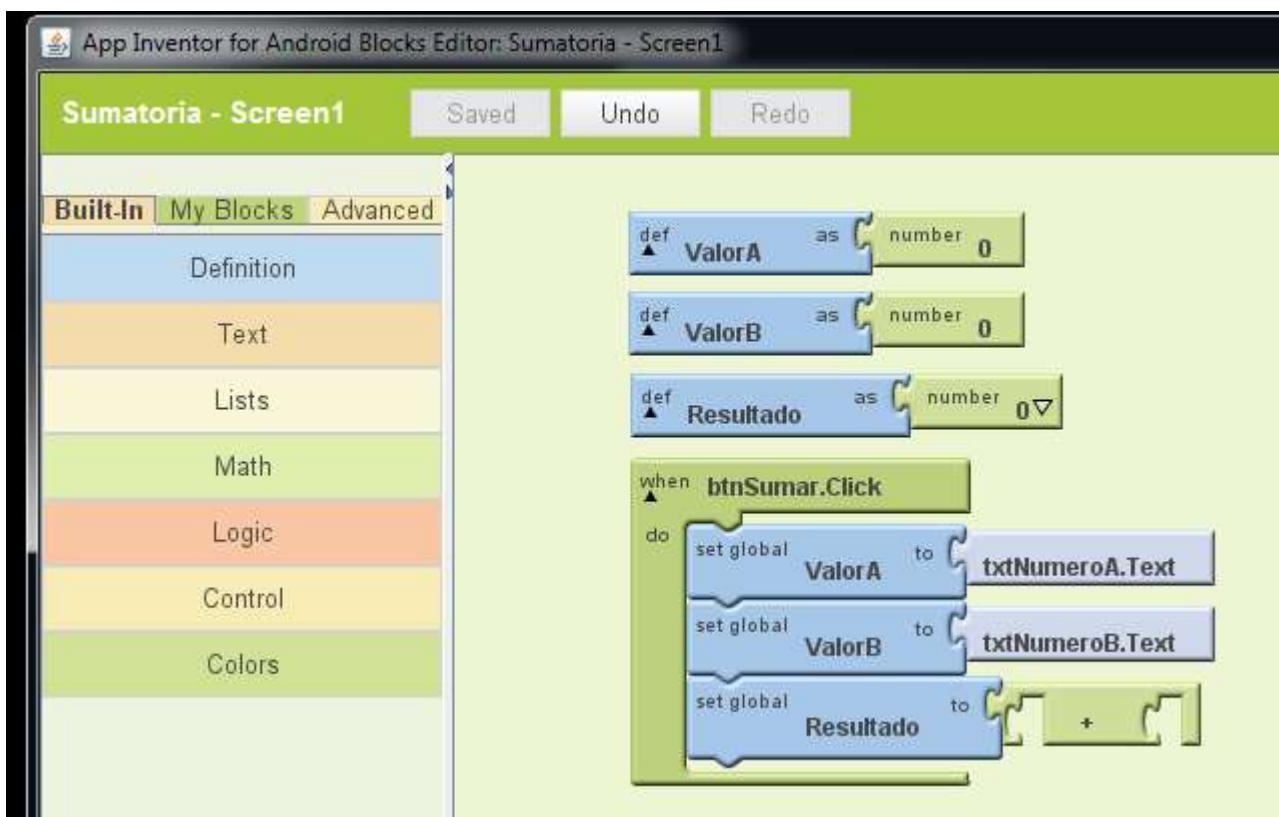 App Inventor for Android Blocks Editor: Sumatoria - Screen1
Sumatoria - Screen1 Saved Undo Redo
Built-In My Blocks Advanced
Definition
Text
Lists
Math
Logic
Control
Colors
def ValorA as number 0
def ValorB as number 0
def Resultado as number 0
when btnSumar.Click
do
set global ValorA to txtNumeroA.Text
set global ValorB to txtNumeroB.Text
set global Resultado to +